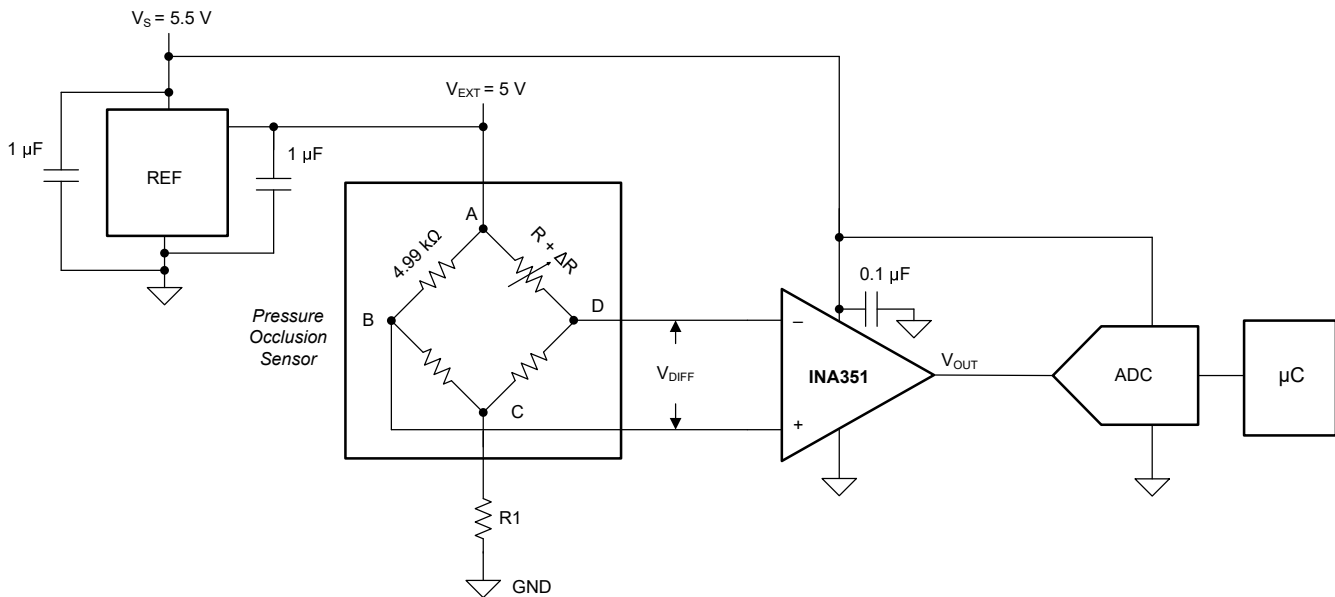 V_S = 5.5 V
V_EXT = 5 V
1 µF
REF
1 µF
A
4.99 kΩ
R + ΔR
B
D
C
Pressure
Occlusion
Sensor
V_DIFF
0.1 µF
–
INA351
+
V_OUT
ADC
µC
R1
GND